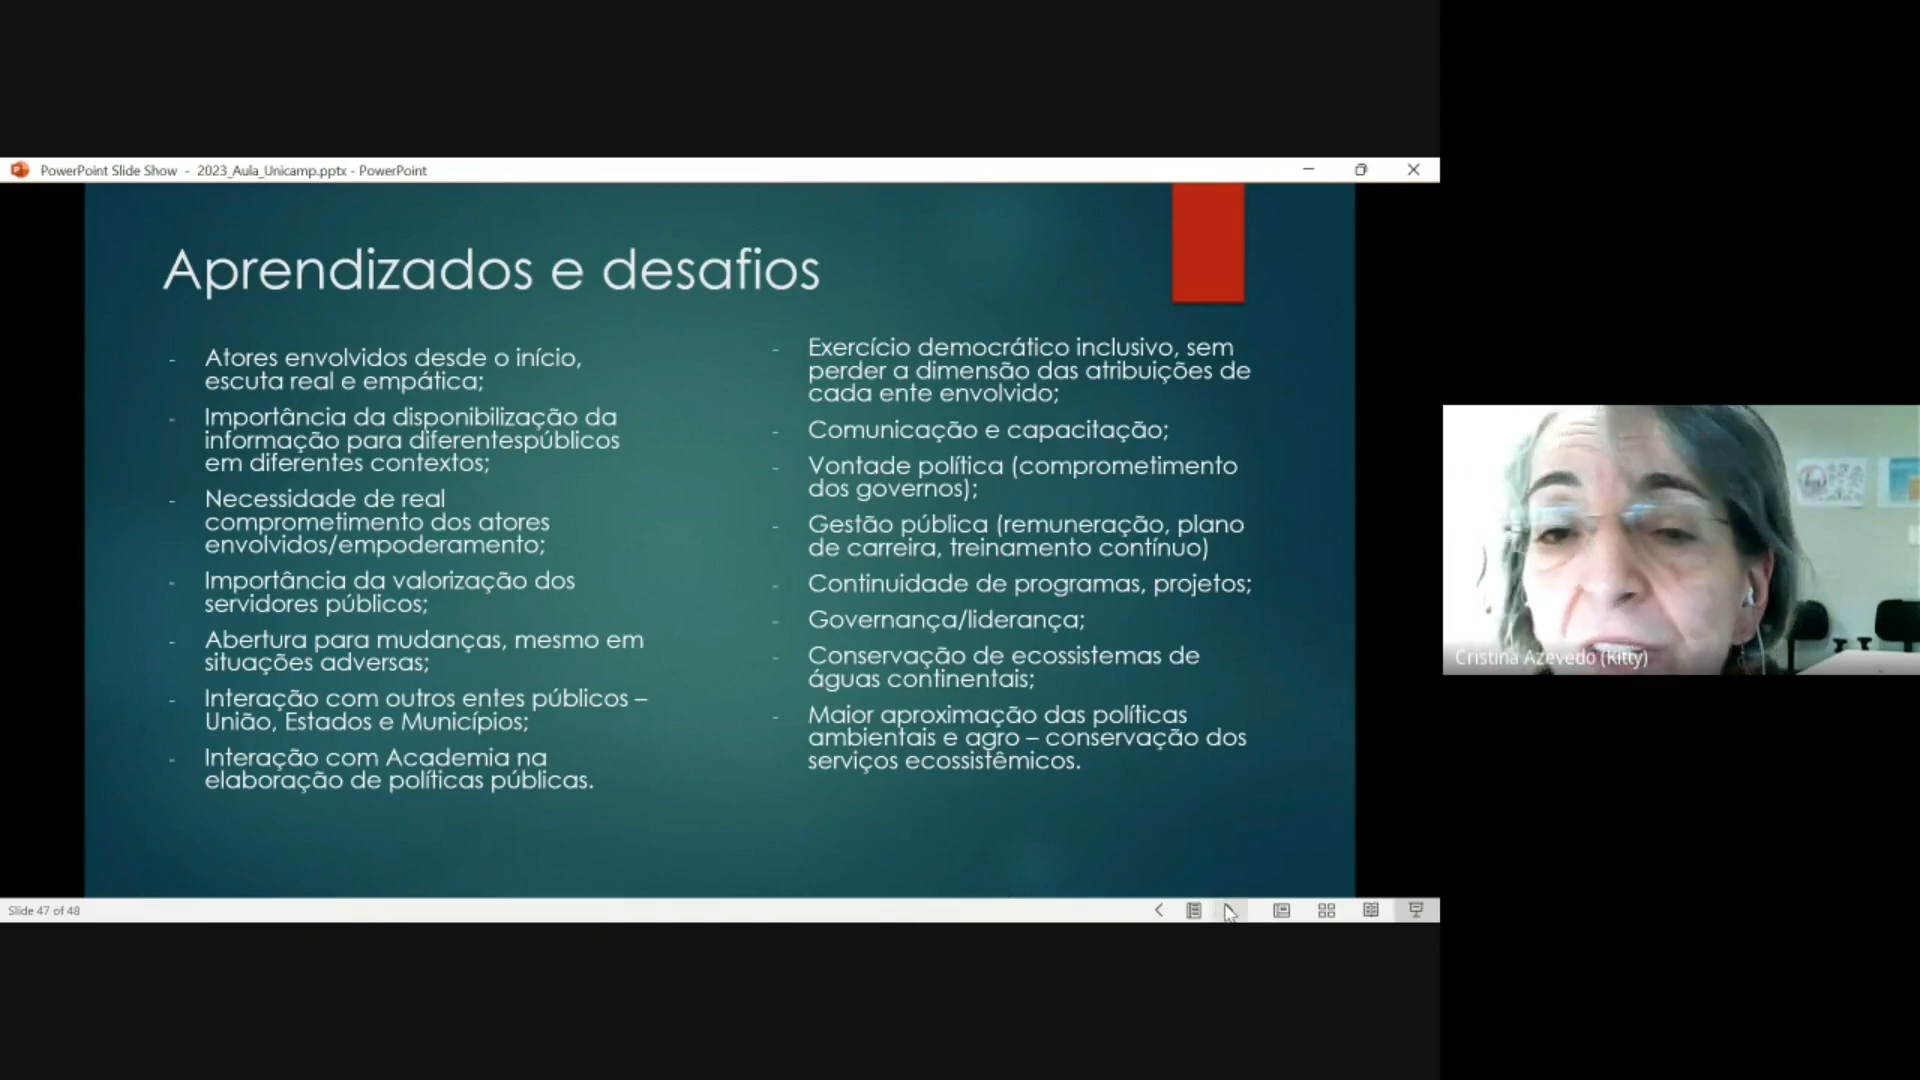 PowerPoint Slide Show - 2023_Aula_Unicamp.pptx - PowerPoint
Aprendizados e desafios
- Atores envolvidos desde o início,
escuta real e empática;
- Importância da disponibilização da
informação para diferentespúblicos
em diferentes contextos;
- Necessidade de real
comprometimento dos atores
envolvidos/empoderamento;
- Importância da valorização dos
servidores públicos;
- Abertura para mudanças, mesmo em
situações adversas;
- Interação com outros entes públicos –
União, Estados e Municípios;
- Interação com Academia na
elaboração de políticas públicas.
- Exercício democrático inclusivo, sem
perder a dimensão das atribuições de
cada ente envolvido;
- Comunicação e capacitação;
- Vontade política (comprometimento
dos governos);
- Gestão pública (remuneração, plano
de carreira, treinamento contínuo)
- Continuidade de programas, projetos;
- Governança/liderança;
- Conservação de ecossistemas de
águas continentais;
- Maior aproximação das políticas
ambientais e agro – conservação dos
serviços ecossistêmicos.
Cristina Azevedo (Kitty)
Slide 47 of 48